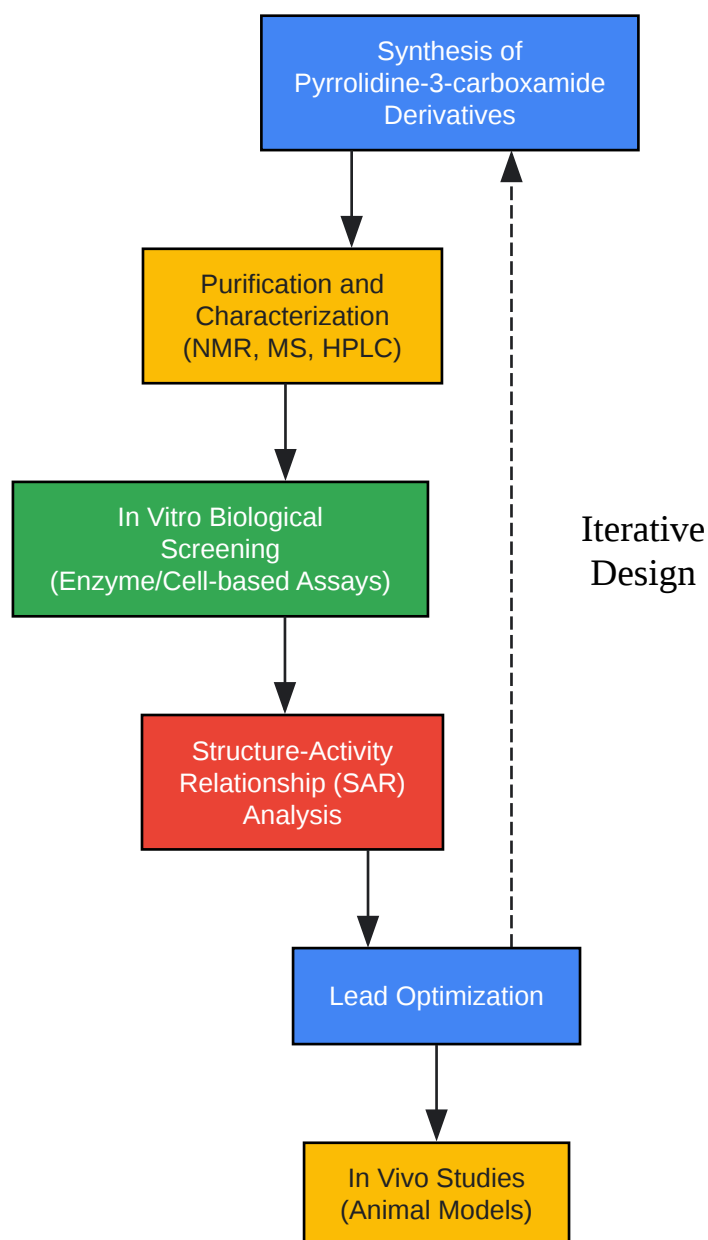 Synthesis of
Pyrrolidine-3-carboxamide
Derivatives
Purification and
Characterization
(NMR, MS, HPLC)
In Vitro Biological
Screening
(Enzyme/Cell-based Assays)
Iterative
Design
Structure-Activity
Relationship (SAR)
Analysis
Lead Optimization
In Vivo Studies
(Animal Models)